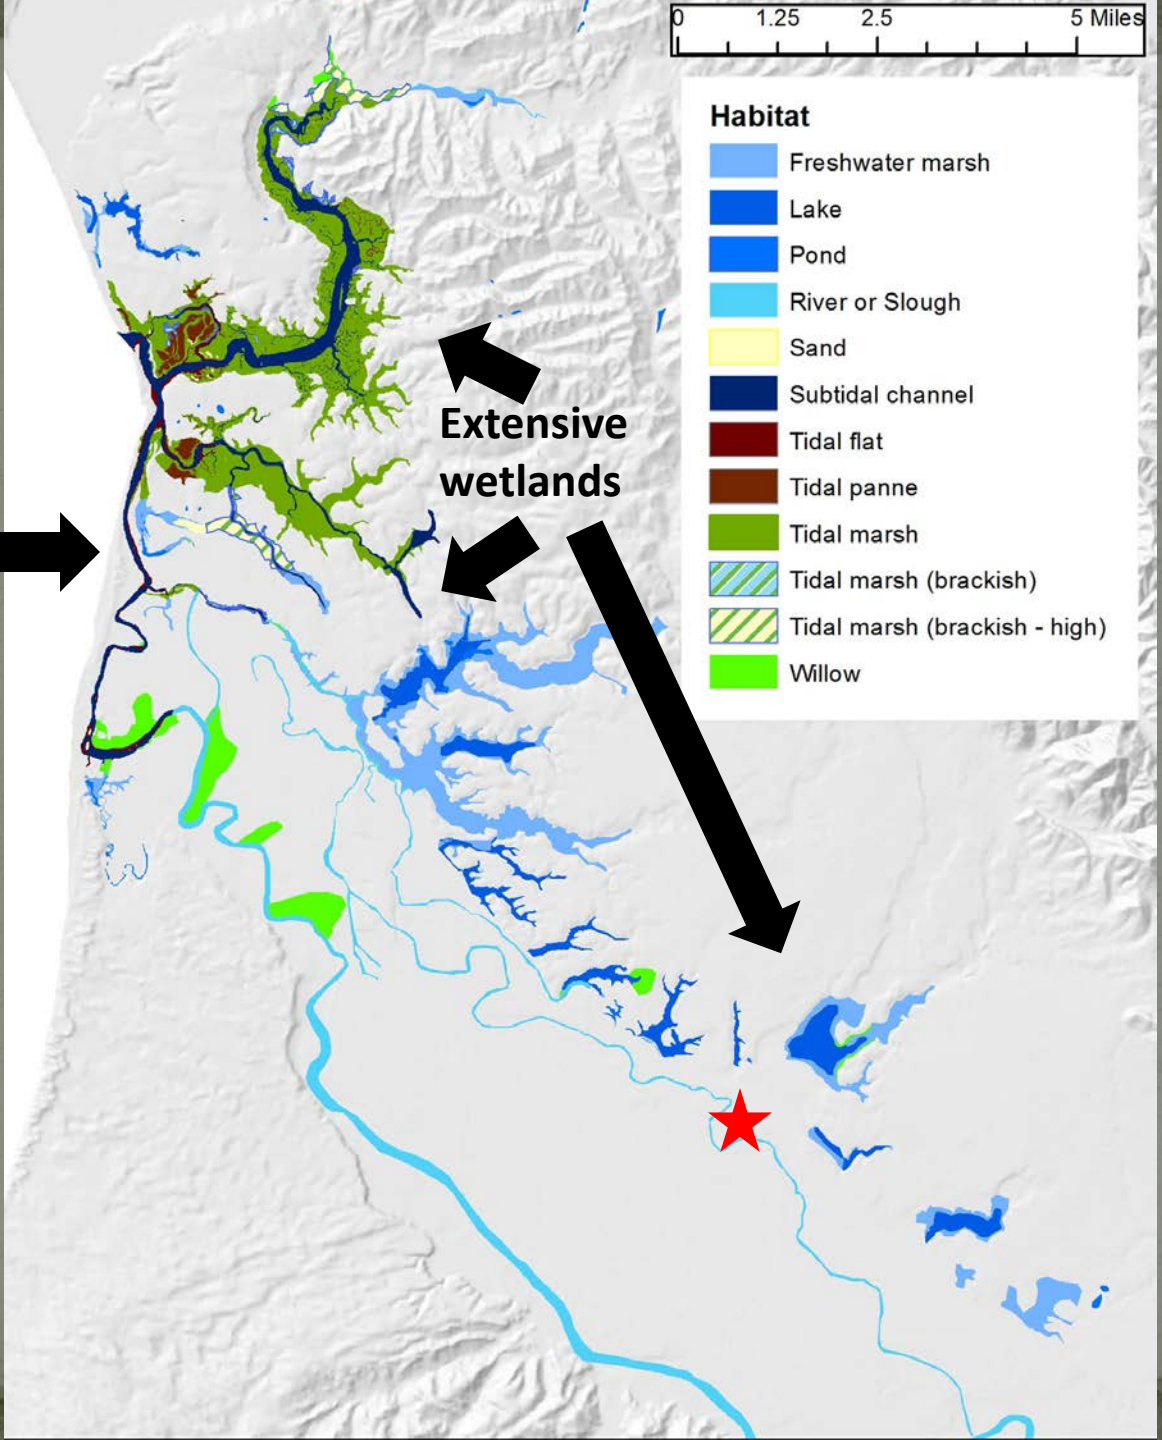 0 1.25 2.5 5 Miles
Habitat
Freshwater marsh
Lake
Pond
River or Slough
Sand
Subtidal channel
Tidal flat
Tidal panne
Tidal marsh
Tidal marsh (brackish)
Tidal marsh (brackish - high)
Willow
Extensive
wetlands